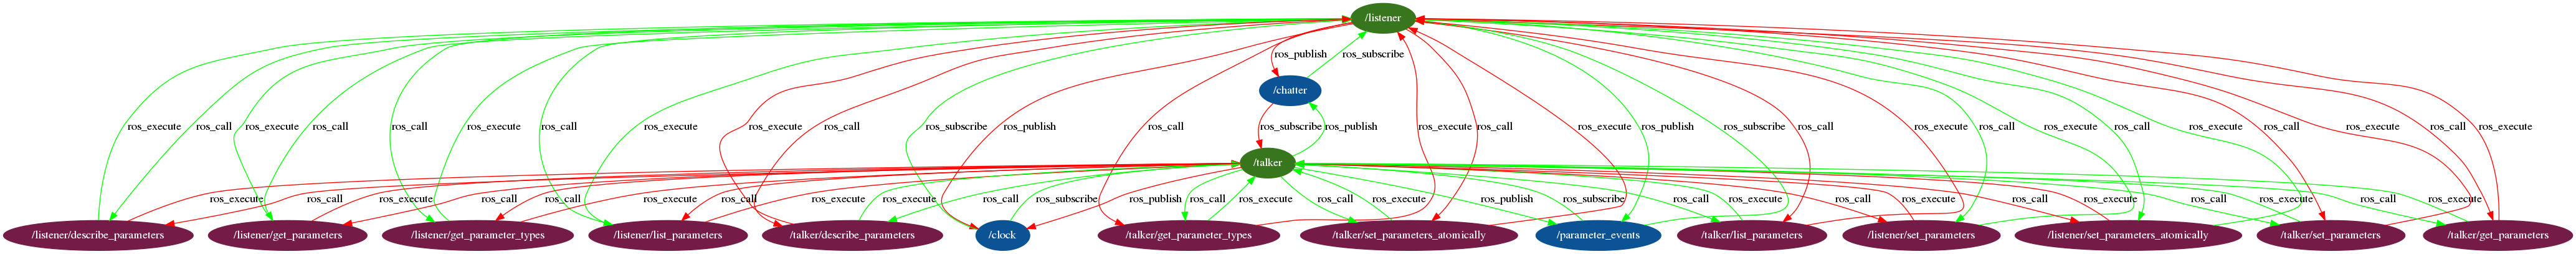 /listener
ros_publish
ros_subscribe
/chatter
ros_execute
ros_call
ros_execute
ros_call
ros_call
ros_execute
ros_call
ros_execute
ros_execute
ros_call
ros_subscribe
ros_publish
ros_call
ros_subscribe
ros_publish
ros_execute
ros_call
ros_execute
ros_publish
ros_subscribe
ros_call
ros_execute
ros_call
ros_execute
ros_call
ros_execute
ros_call
ros_execute
ros_call
ros_execute
/talker
ros_execute
ros_call
ros_execute
ros_call
ros_execute
ros_call
ros_execute
ros_execute
ros_call
ros_subscribe
ros_publish
ros_call
ros_execute
ros_call
ros_execute
ros_publish
ros_subscribe
ros_call
ros_execute
ros_call
ros_execute
ros_call
ros_execute
ros_call
ros_execute
ros_call
ros_execute
/listener/describe_parameters
/listener/get_parameters
/listener/get_parameter_types
/listener/list_parameters
/talker/describe_parameters
/clock
/talker/get_parameter_types
/talker/set_parameters_atomically
/parameter_events
/talker/list_parameters
/listener/set_parameters
/listener/set_parameters_atomically
/talker/set_parameters
/talker/get_parameters